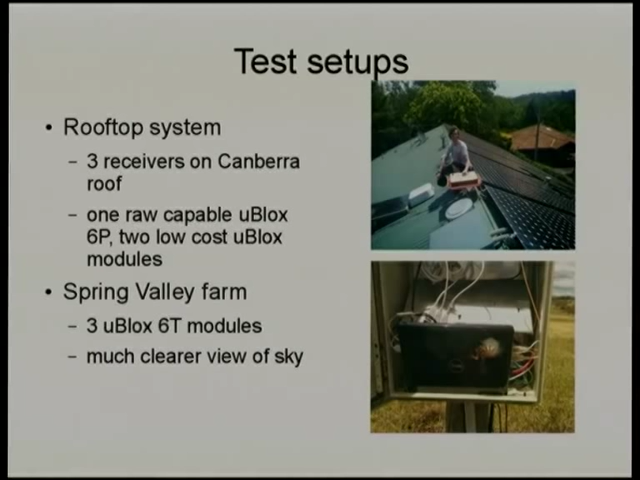 Test setups
• Rooftop system
– 3 receivers on Canberra
roof
– one raw capable uBlox
6P, two low cost uBlox
modules
• Spring Valley farm
– 3 uBlox 6T modules
– much clearer view of sky